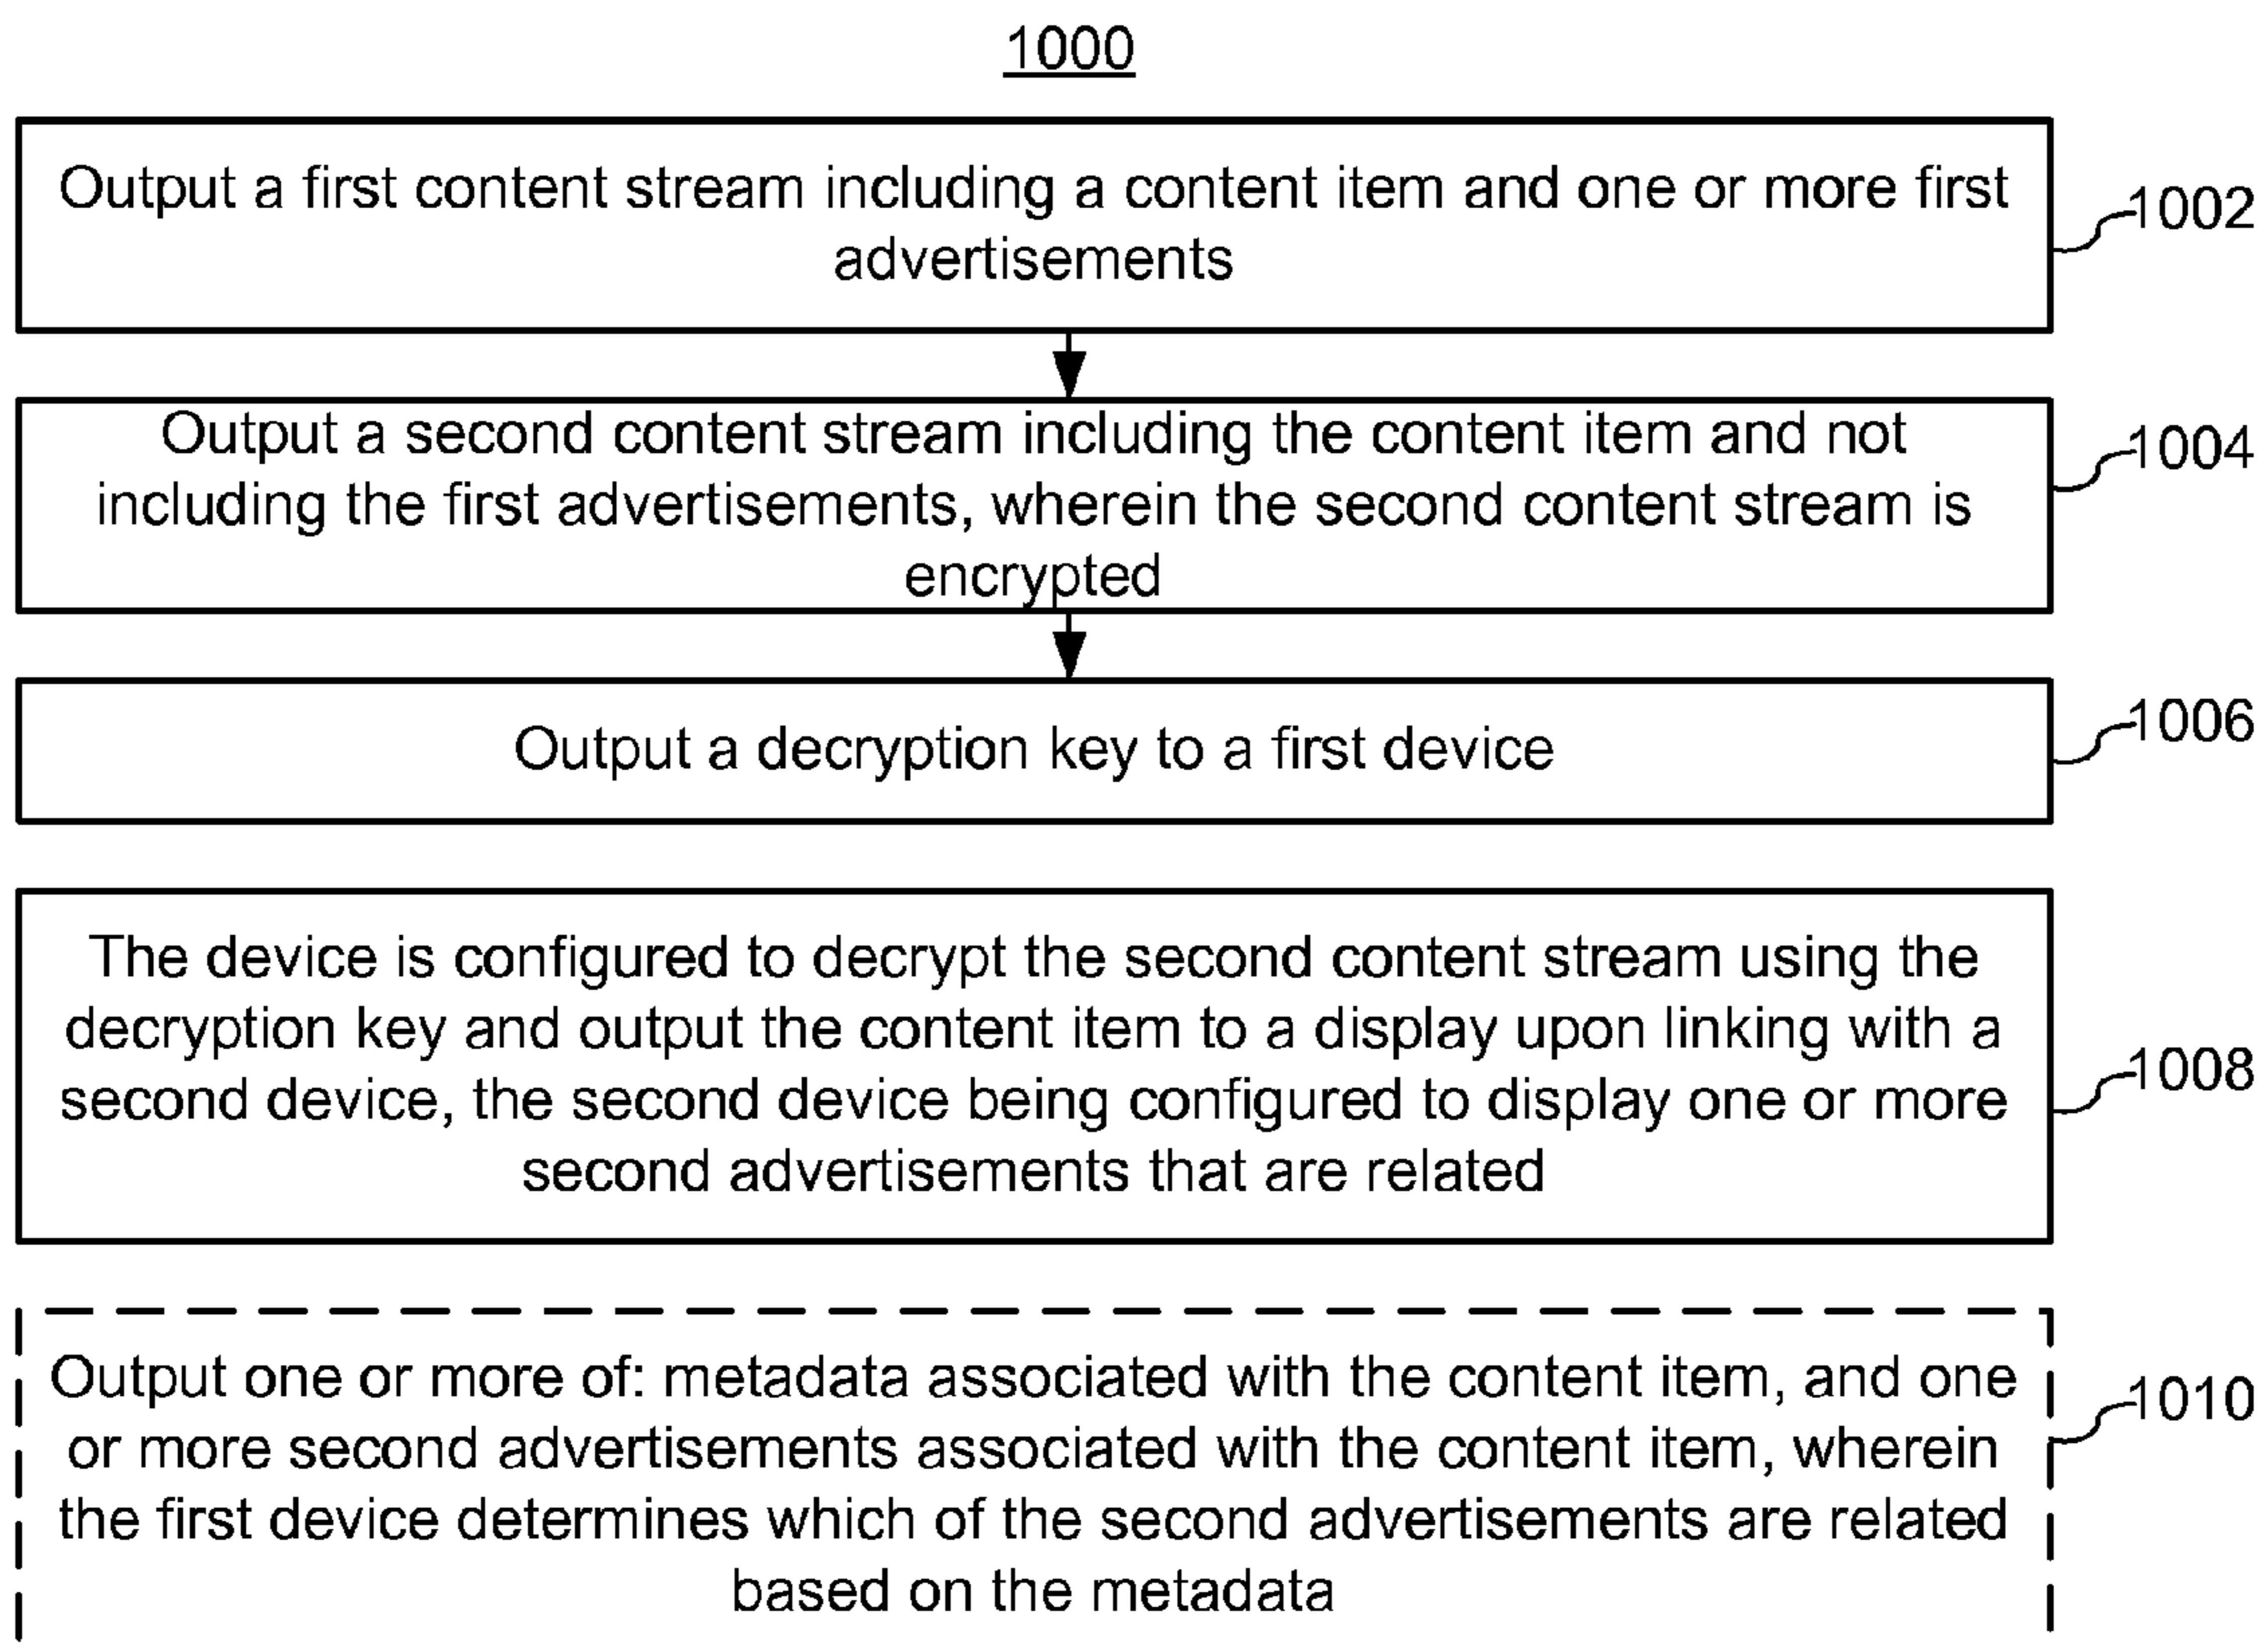 1000
Output a first content stream including a content item and one or more first
advertisements
1002
Output a second content stream including the content item and not
including the first advertisements, wherein the second content stream is
encrypted
1004
Output a decryption key to a first device
1006
The device is configured to decrypt the second content stream using the
decryption key and output the content item to a display upon linking with a
second device, the second device being configured to display one or more
second advertisements that are related
1008
Output one or more of: metadata associated with the content item, and one
or more second advertisements associated with the content item, wherein
the first device determines which of the second advertisements are related
based on the metadata
1010